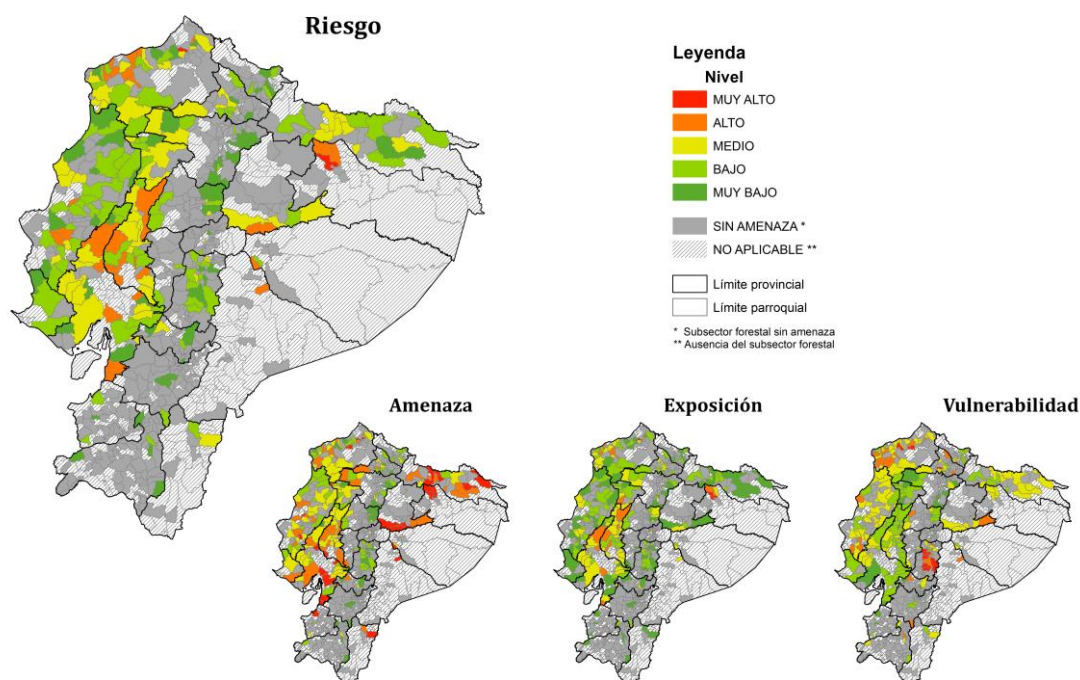 Riesgo
Leyenda
Nivel
MUY ALTO
ALTO
MEDIO
BAJO
MUY BAJO
SIN AMENAZA *
NO APLICABLE **
Límite provincial
Límite parroquial
* Subsector forestal sin amenaza
** Ausencia del subsector forestal
Amenaza
Exposición
Vulnerabilidad